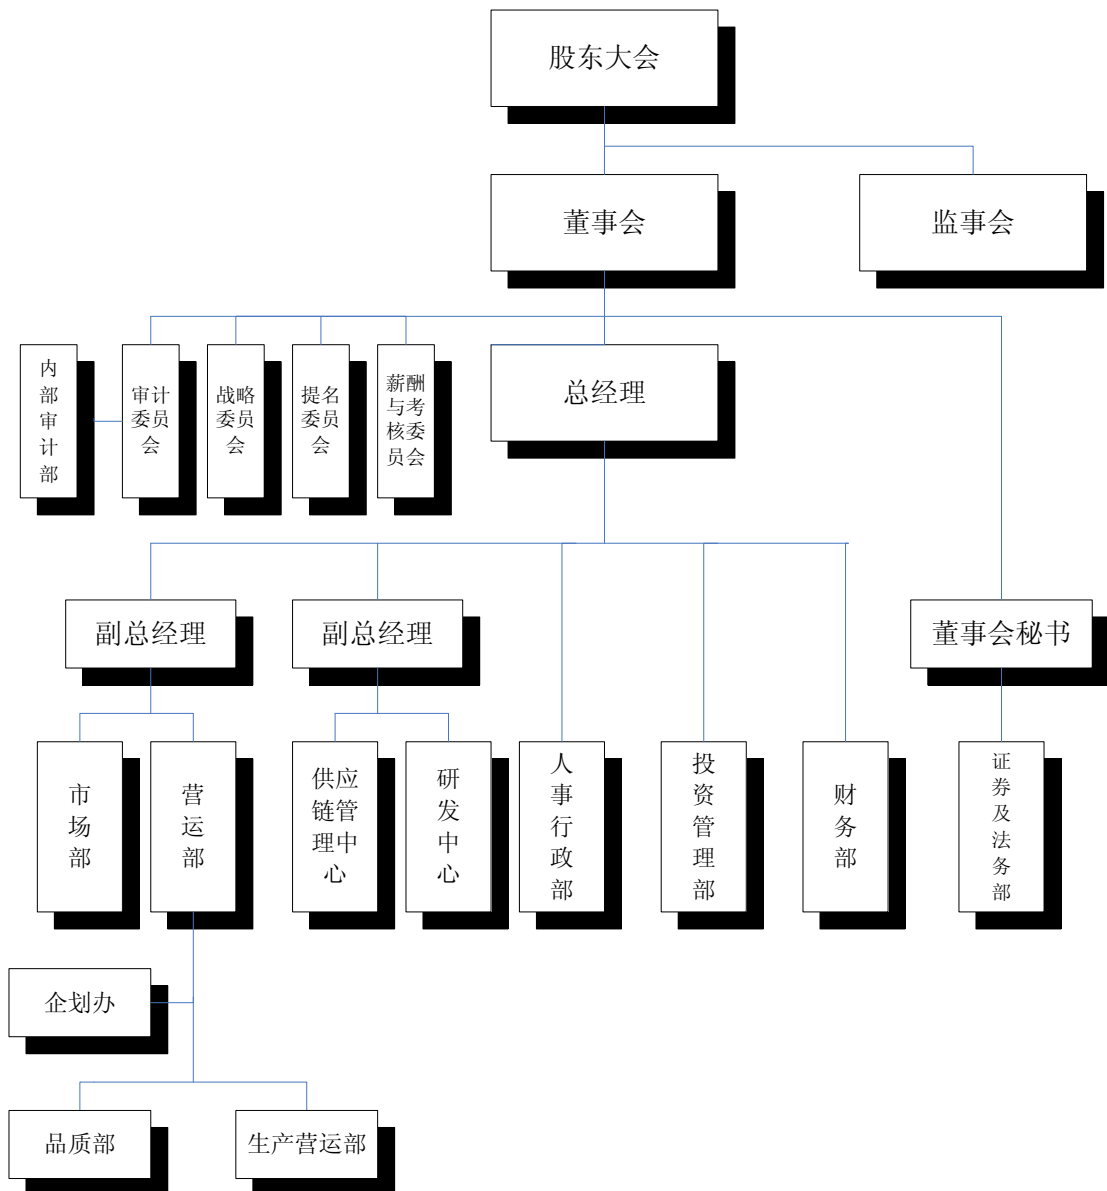 股东大会
董事会
监事会
内
部
审
计
部
审计
委员
会
战略
委员
会
提名
委员
会
薪酬
与考
核委
员会
总经理
副总经理
副总经理
董事会秘书
市
场
部
营
运
部
供应
链管
理中
心
研
发
中
心
人
事
行
政
部
投
资
管
理
部
财
务
部
证
券
及
法
务
部
企划办
品质部
生产营运部